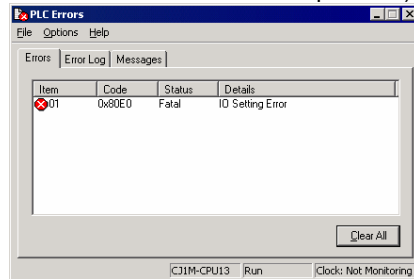 PLC Errors
File Options Help
Errors Error Log Messages
Item Code Status Details
01 0x80E0 Fatal IO Setting Error
Clear All
CJ1M-CPU13 Run Clock: Not Monitoring